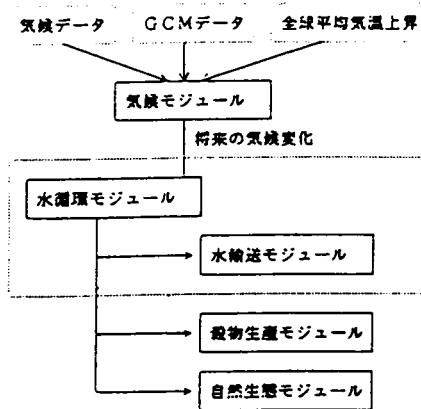 気候データ GCMデータ 全球平均気温上昇
気候モジュール
将来の気候変化
水循環モジュール
水輸送モジュール
穀物生産モジュール
自然生態モジュール